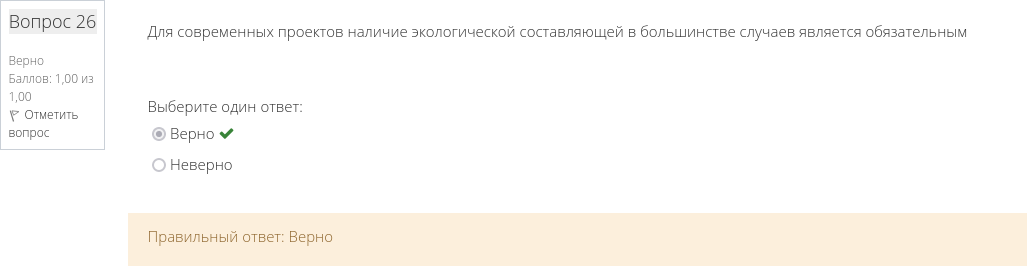 Вопрос 26
Верно
Баллов: 1,00 из
1,00
Отметить
вопрос
Для современных проектов наличие экологической составляющей в большинстве случаев является обязательным
Выберите один ответ:
Верно
Неверно
Правильный ответ: Верно